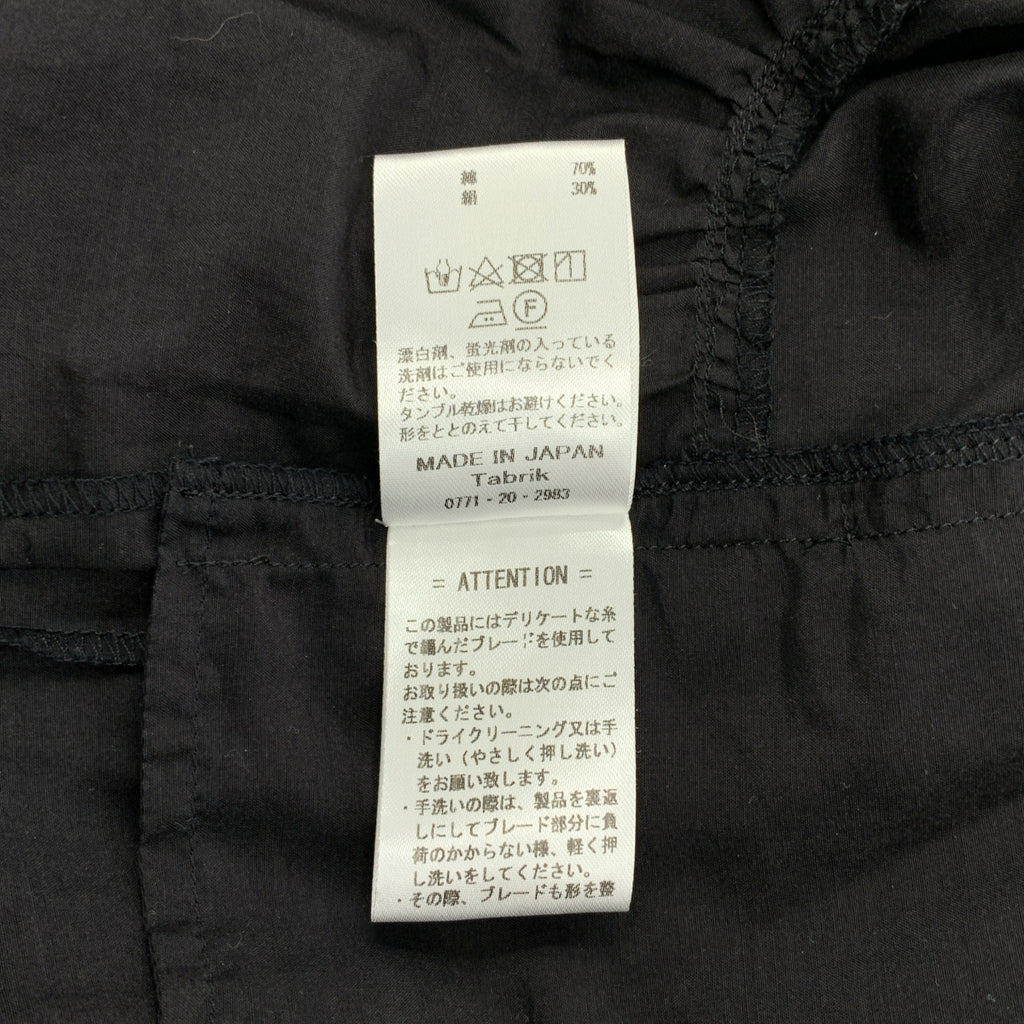 綿 70%
絹 30%
F
漂白剤、蛍光剤の入っている
洗剤はご使用にならないでく
ださい。
タンブル乾燥はお避けください。
形をととのえて干してください。
MADE IN JAPAN
Tabrik
0771-20-2983
= ATTENTION =
この製品にはデリケートな糸
で編んだブレードを使用して
おります。
お取り扱いの際は次の点にご
注意ください。
・ドライクリーニング又は手
洗い（やさしく押し洗い）
をお願い致します。
・手洗いの際は、製品を裏返
しにしてブレード部分に負
荷のかからない様、軽く押
し洗いをしてください。
・その際、ブレードも形を整